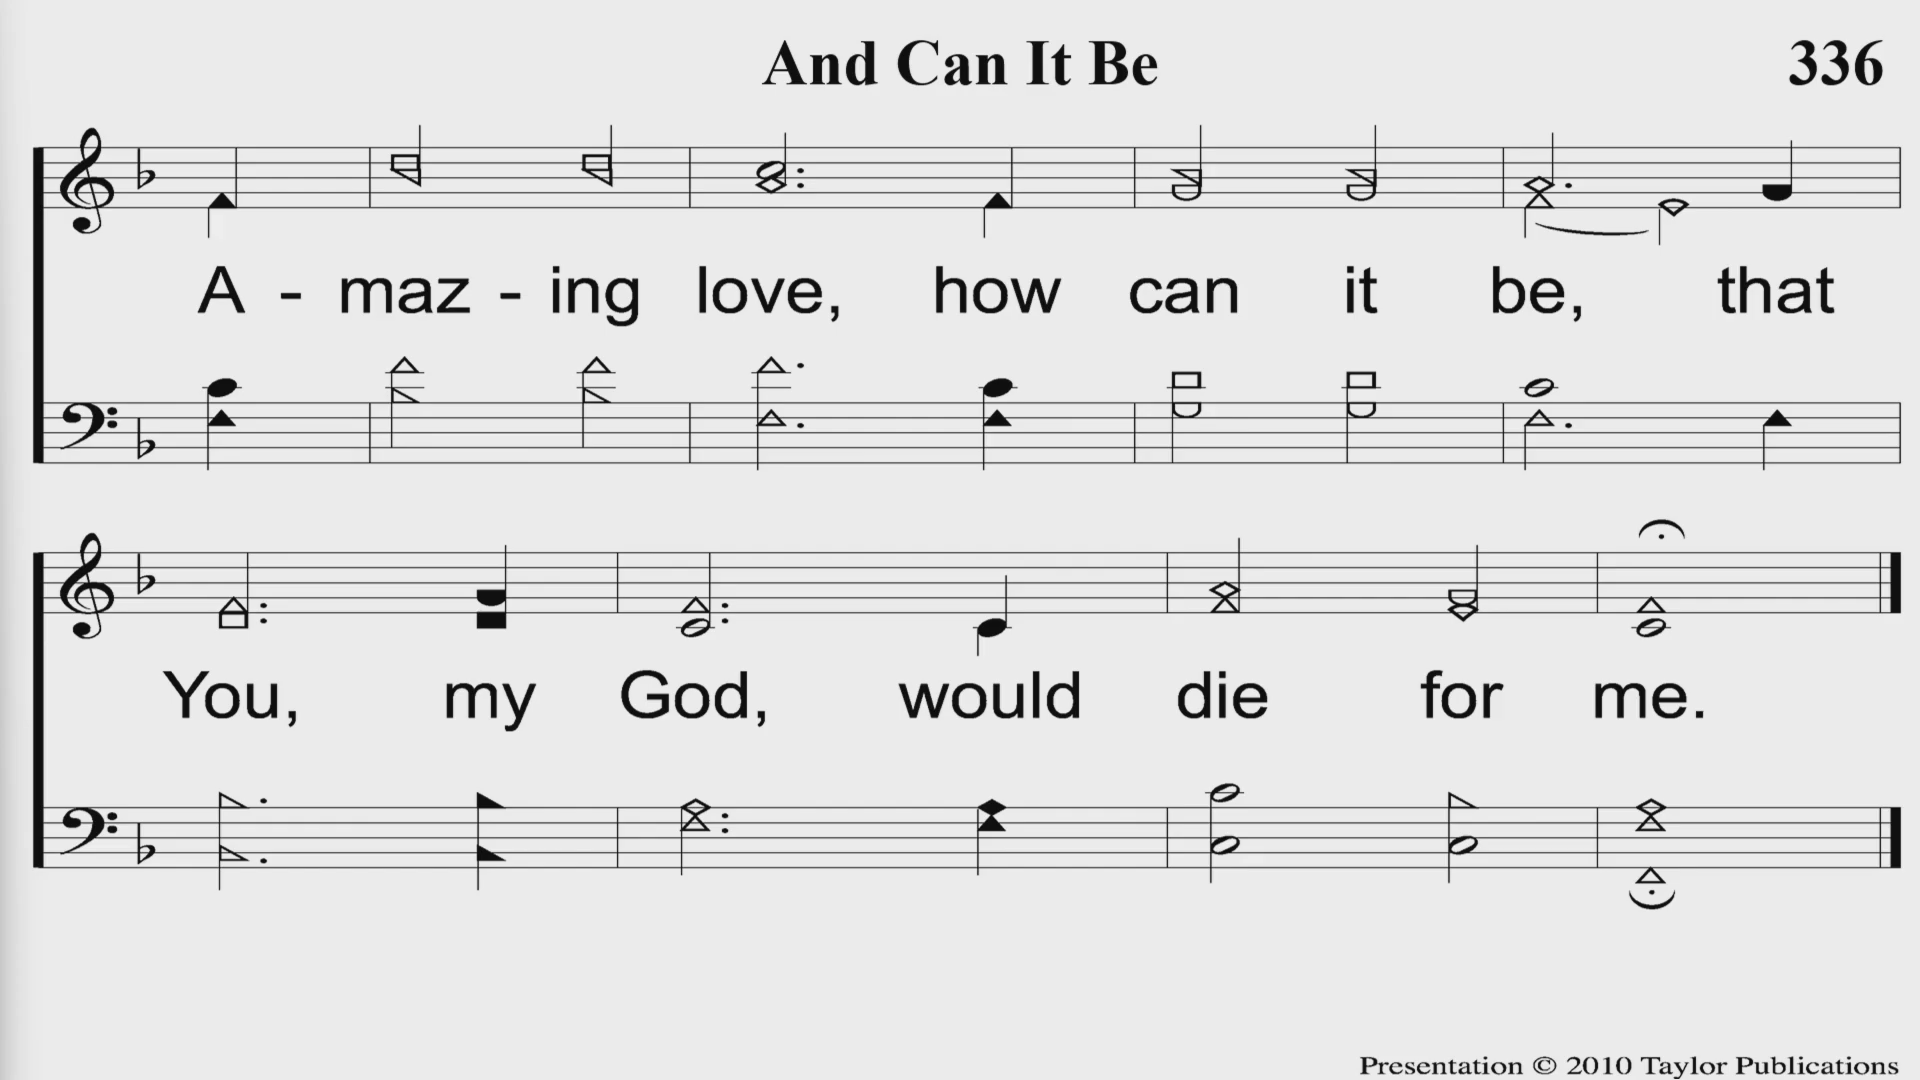 And Can It Be
336
A - maz - ing love, how can it be, that
You, my God, would die for me.
Presentation © 2010 Taylor Publications